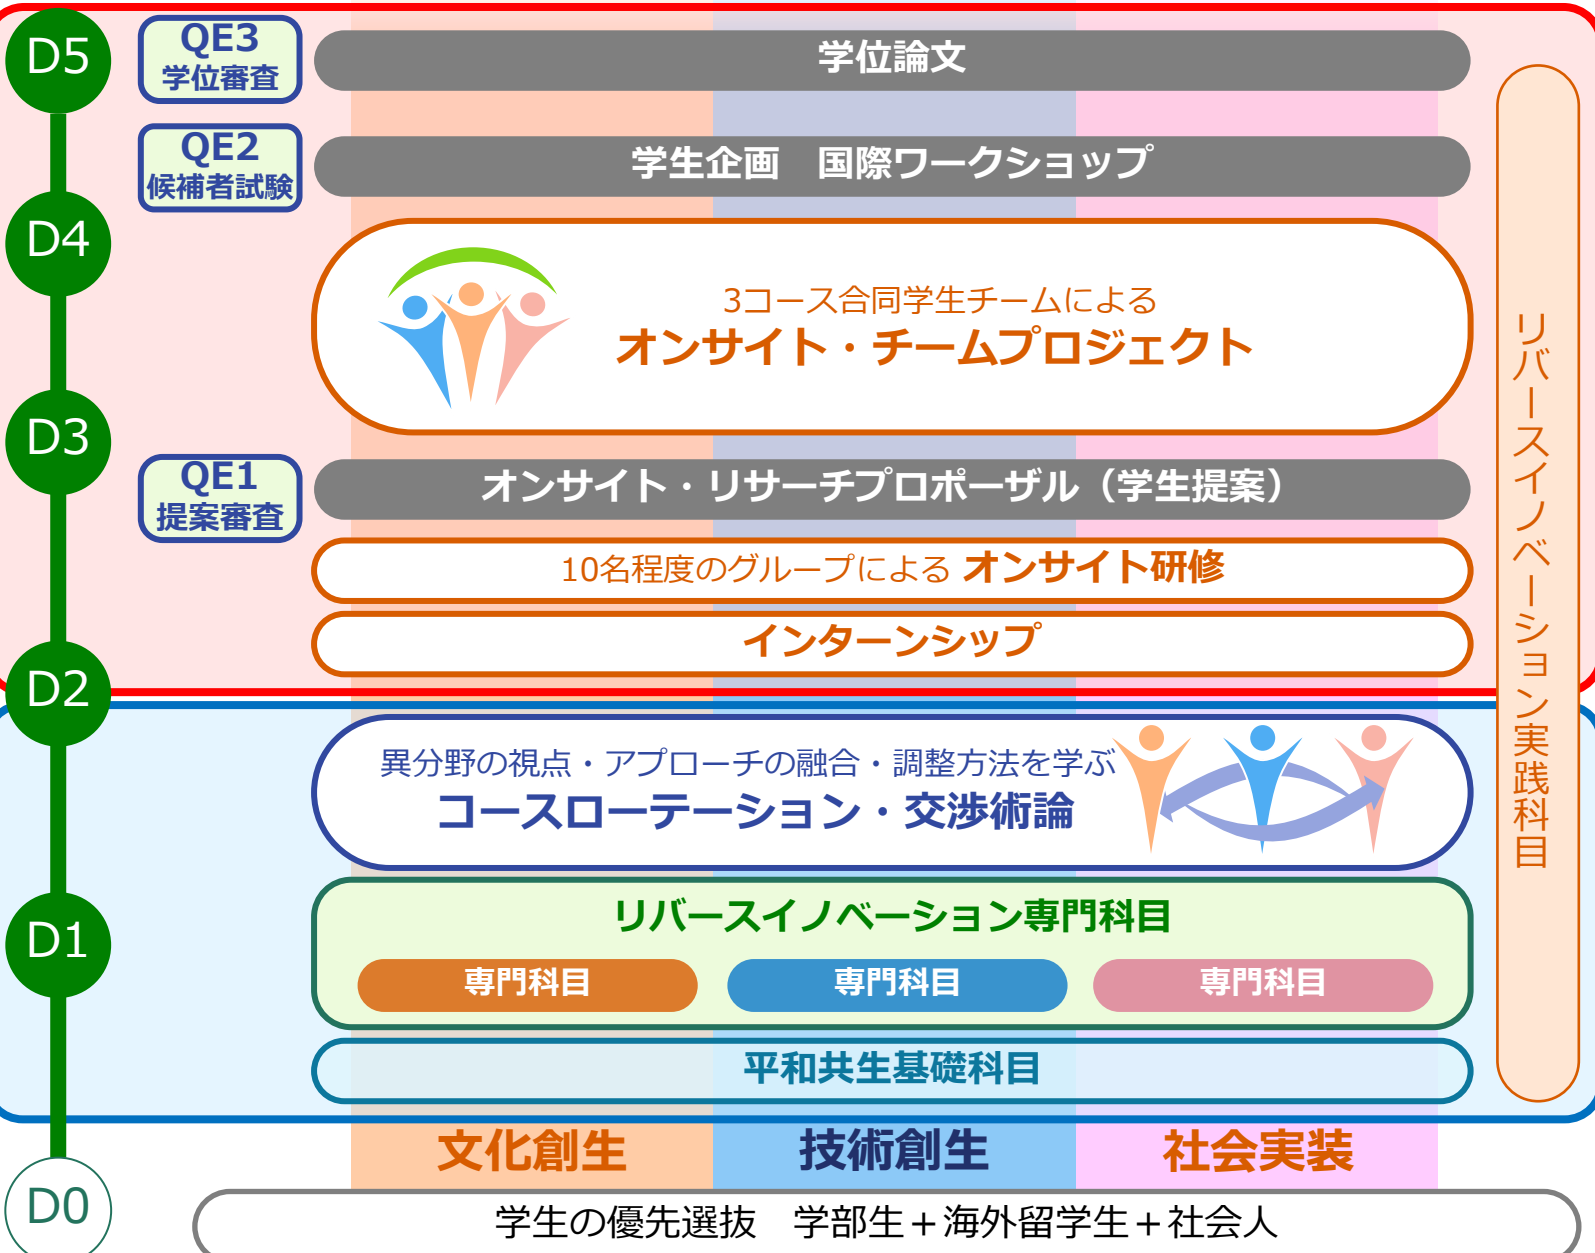 D5
QE3
学位審査
学位論文
QE2
候補者試験
学生企画　国際ワークショップ
D4
3コース合同学生チームによる
オンサイト・チームプロジェクト
D3
QE1
提案審査
オンサイト・リサーチプロポーザル（学生提案）
10名程度のグループによる オンサイト研修
インターンシップ
D2
異分野の視点・アプローチの融合・調整方法を学ぶ
コースローテーション・交渉術論
リバースイノベーション実践科目
D1
リバースイノベーション専門科目
専門科目
専門科目
専門科目
平和共生基礎科目
文化創生
技術創生
社会実装
D0
学生の優先選抜　学部生＋海外留学生＋社会人